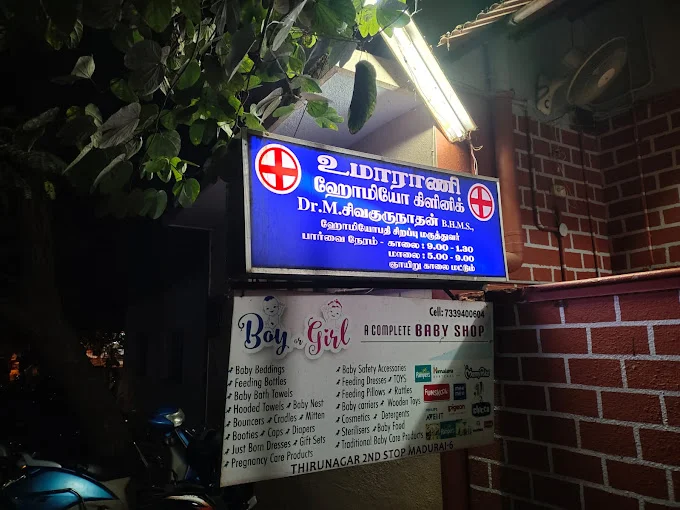 உமாராணி
ஹோமியோ கிளினிக்
Dr.M.சிவகுருநாதன் B.H.M.S.,
ஹோமியோபதி சிறப்பு மருத்துவர்
பார்வை நேரம் - காலை : 9.00 - 1.30
மாலை : 5.00 - 9.00
ஞாயிறு காலை மட்டும்
Cell: 7339400604
Boy or Girl
A COMPLETE BABY SHOP
Baby Beddings
Feeding Bottles
Baby Bath Towels
Hooded Towels Baby Nest
Bouncers Cradles Mitten
Booties Caps Diapers
Just Born Dresses Gift Sets
Pregnancy Care Products
Baby Safety Accessories
Feeding Dresses TOYS
Feeding Pillows Rattles
Baby carriers Wooden Toys
Cosmetics Detergents
Sterilisers Baby Food
Traditional Baby Care Products
Pampers
Himalaya
FUNSKOOL
AVENT
pigeon
THIRUNAGAR 2ND STOP MADURAI-6